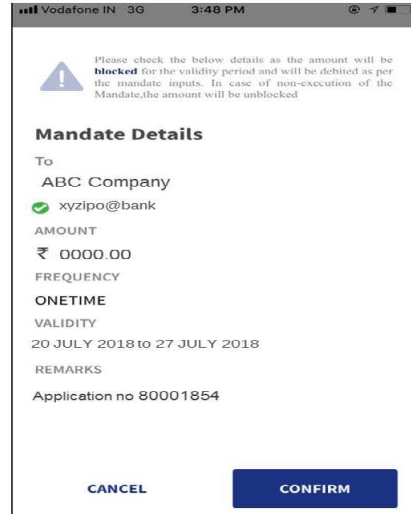 Vodafone IN 3G 3:48 PM
Please check the below details as the amount will be
blocked for the validity period and will be debited as per
the mandate inputs. In case of non-execution of the
Mandate,the amount will be unblocked
Mandate Details
To
ABC Company
xyzipo@bank
AMOUNT
₹ 0000.00
FREQUENCY
ONETIME
VALIDITY
20 JULY 2018 to 27 JULY 2018
REMARKS
Application no 80001854
CANCEL CONFIRM